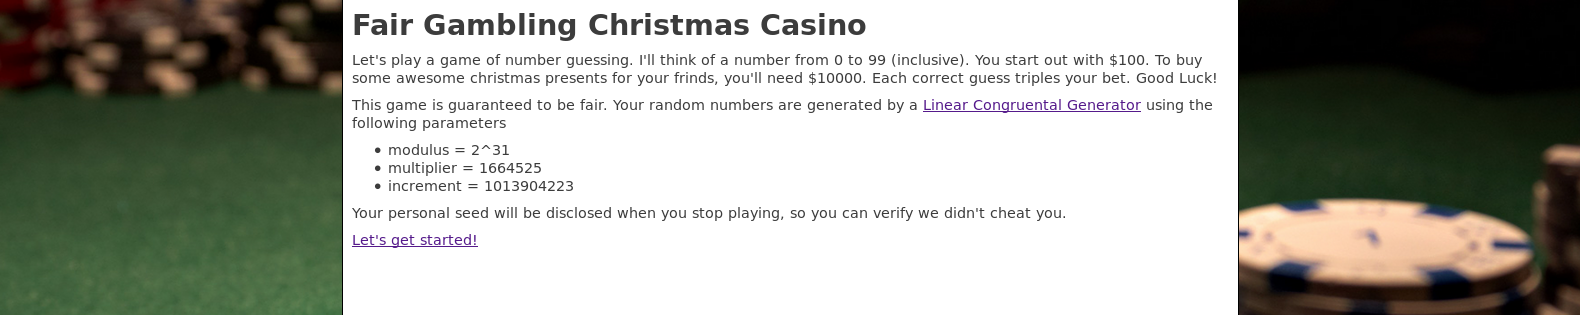 Fair Gambling Christmas Casino
Let's play a game of number guessing. I'll think of a number from 0 to 99 (inclusive). You start out with $100. To buy
some awesome christmas presents for your frinds, you'll need $10000. Each correct guess triples your bet. Good Luck!
This game is guaranteed to be fair. Your random numbers are generated by a Linear Congruental Generator using the
following parameters
• modulus = 2^31
• multiplier = 1664525
• increment = 1013904223
Your personal seed will be disclosed when you stop playing, so you can verify we didn't cheat you.
Let's get started!